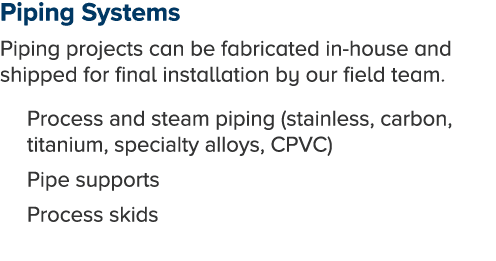 Piping Systems
Piping projects can be fabricated in-house and
shipped for final installation by our field team.
Process and steam piping (stainless, carbon,
titanium, specialty alloys, CPVC)
Pipe supports
Process skids